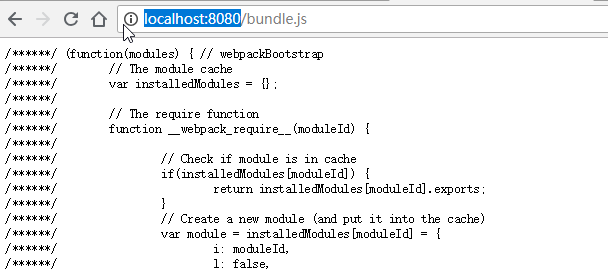 localhost:8080/bundle.js
/******/ (function(modules) { // webpackBootstrap
/******/ 	// The module cache
/******/ 	var installedModules = {};
/******/
/******/ 	// The require function
/******/ 	function __webpack_require__(moduleId) {
/******/
/******/ 		// Check if module is in cache
/******/ 		if(installedModules[moduleId]) {
/******/ 			return installedModules[moduleId].exports;
/******/ 		}
/******/ 		// Create a new module (and put it into the cache)
/******/ 		var module = installedModules[moduleId] = {
/******/ 			i: moduleId,
/******/ 			l: false,